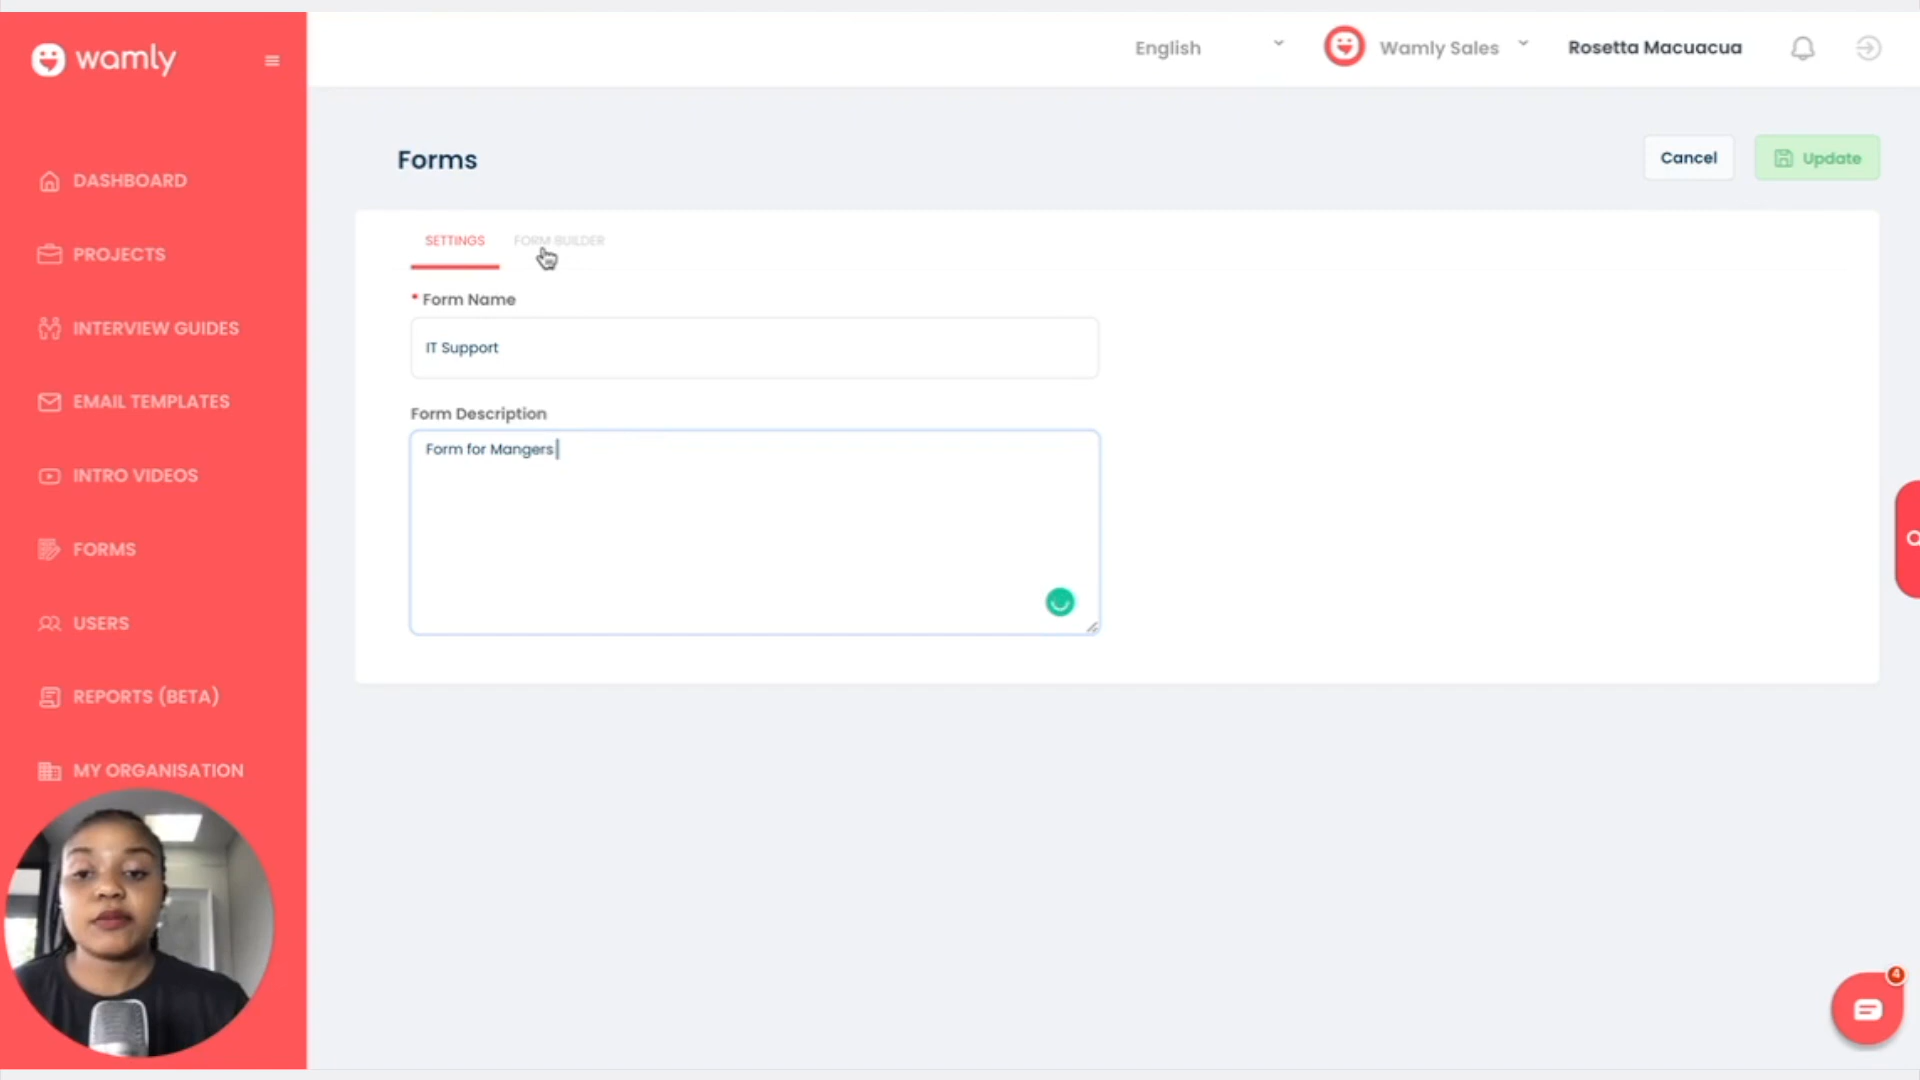 wamly
English
Wamly Sales
Rosetta Macuacua
DASHBOARD
PROJECTS
INTERVIEW GUIDES
EMAIL TEMPLATES
INTRO VIDEOS
FORMS
USERS
REPORTS (BETA)
MY ORGANISATION
Forms
Cancel
Update
SETTINGS
FORM BUILDER
* Form Name
IT Support
Form Description
Form for Mangers
4